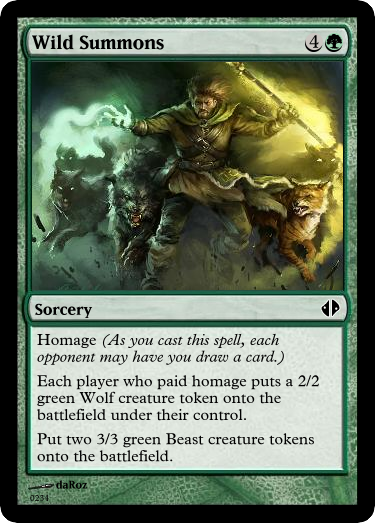 Wild Summons 4
Sorcery
Homage (As you cast this spell, each
opponent may have you draw a card.)
Each player who paid homage puts a 2/2
green Wolf creature token onto the
battlefield under their control.
Put two 3/3 green Beast creature tokens
onto the battlefield.
daRoz
0234